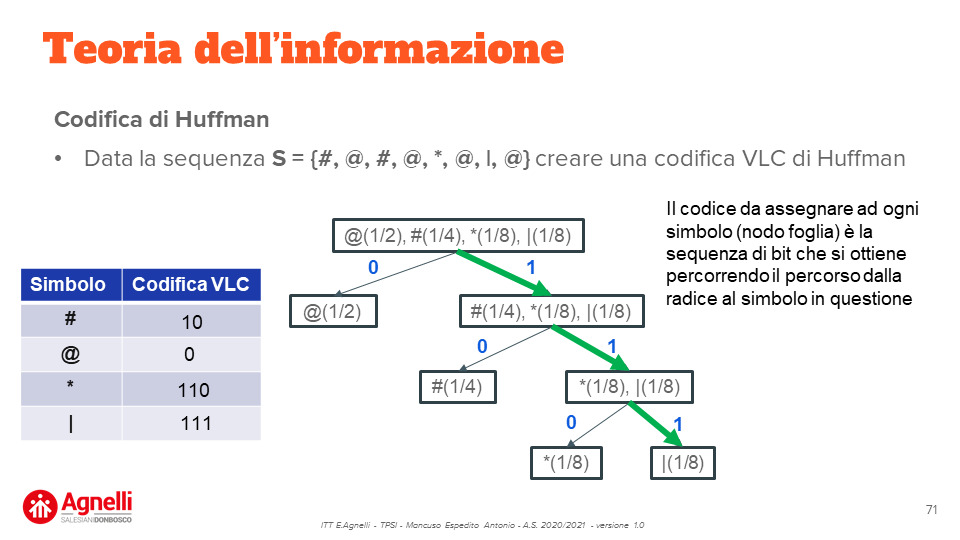 Teoria dell'informazione
Codifica di Huffman
• Data la sequenza S = {#, @, #, @, *, @, |, @} creare una codifica VLC di Huffman
Il codice da assegnare ad ogni
simbolo (nodo foglia) è la
sequenza di bit che si ottiene
percorrendo il percorso dalla
radice al simbolo in questione
@(1/2), #(1/4), *(1/8), |(1/8)
0 1
@(1/2) #(1/4), *(1/8), |(1/8)
0 1
#(1/4) *(1/8), |(1/8)
0 1
*(1/8) |(1/8)
Simbolo Codifica VLC
# 10
@ 0
* 110
| 111
Agnelli
SALESIANI DONBOSCO
ITT E.Agnelli - TPSI - Mancuso Espedito Antonio - A.S. 2020/2021 - versione 1.0
71